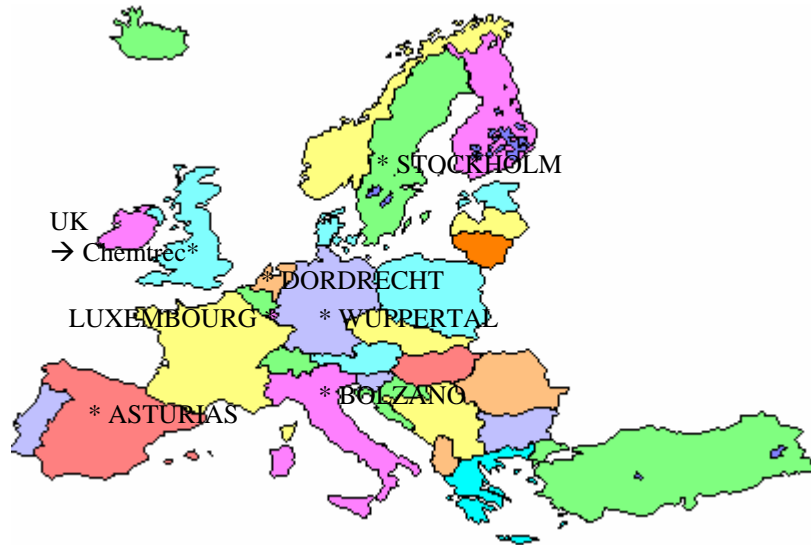 * STOCKHOLM
UK
→ Chemtrec*
* DORDRECHT
LUXEMBOURG *
* WUPPERTAL
* BOLZANO
* ASTURIAS